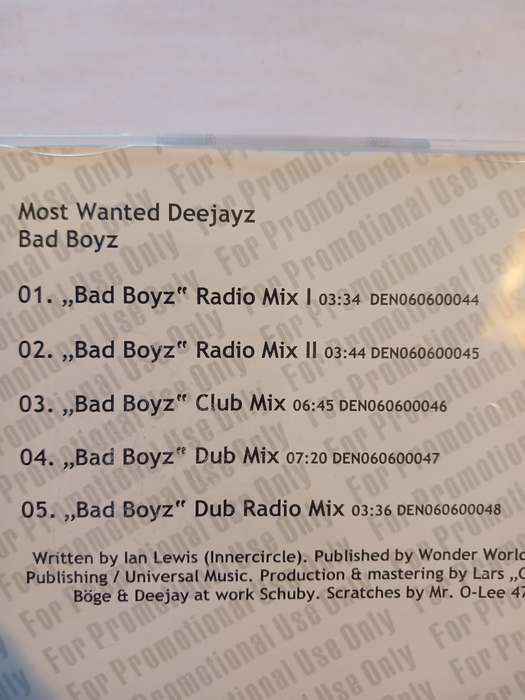 Most Wanted Deejayz
Bad Boyz
01. „Bad Boyz" Radio Mix I 03:34 DEN060600044
02. „Bad Boyz" Radio Mix II 03:44 DEN060600045
03. „Bad Boyz" Club Mix 06:45 DEN060600046
04. „Bad Boyz" Dub Mix 07:20 DEN060600047
05. „Bad Boyz" Dub Radio Mix 03:36 DEN060600048
Written by Ian Lewis (Innercircle). Published by Wonder World
Publishing / Universal Music. Production & mastering by Lars
Böge & Deejay at work Schuby. Scratches by Mr. O-Lee 47
For Promotional Use Only